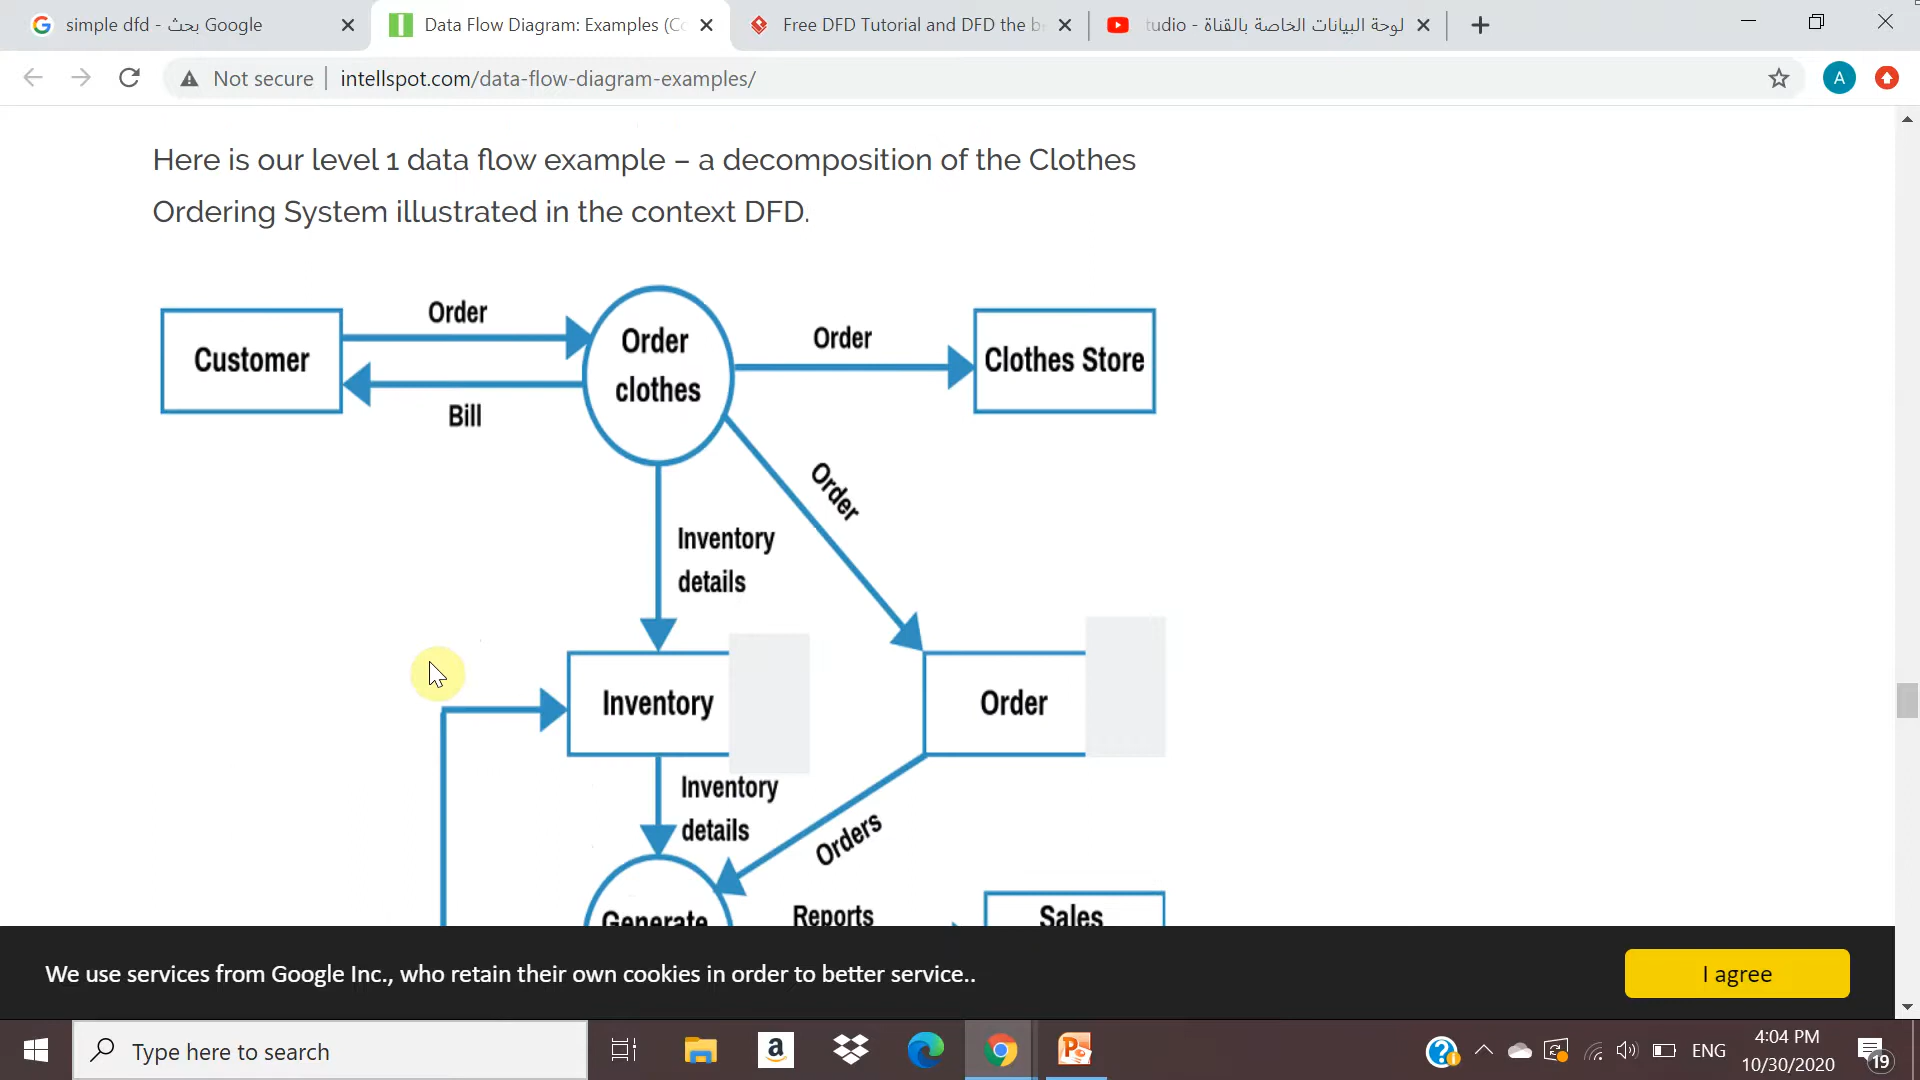 simple dfd - بحث Google
Data Flow Diagram: Examples (Co
Free DFD Tutorial and DFD the b
لوحة البيانات الخاصة بالقناة - tudio
Not secure
intellspot.com/data-flow-diagram-examples/
A
Here is our level 1 data flow example – a decomposition of the Clothes
Ordering System illustrated in the context DFD.
Customer
Order
Bill
Order
clothes
Order
Clothes Store
Order
Inventory
details
Inventory
Order
Inventory
details
Orders
Generate
Reports
Sales
We use services from Google Inc., who retain their own cookies in order to better service..
I agree
Type here to search
a
ENG
4:04 PM
10/30/2020
19